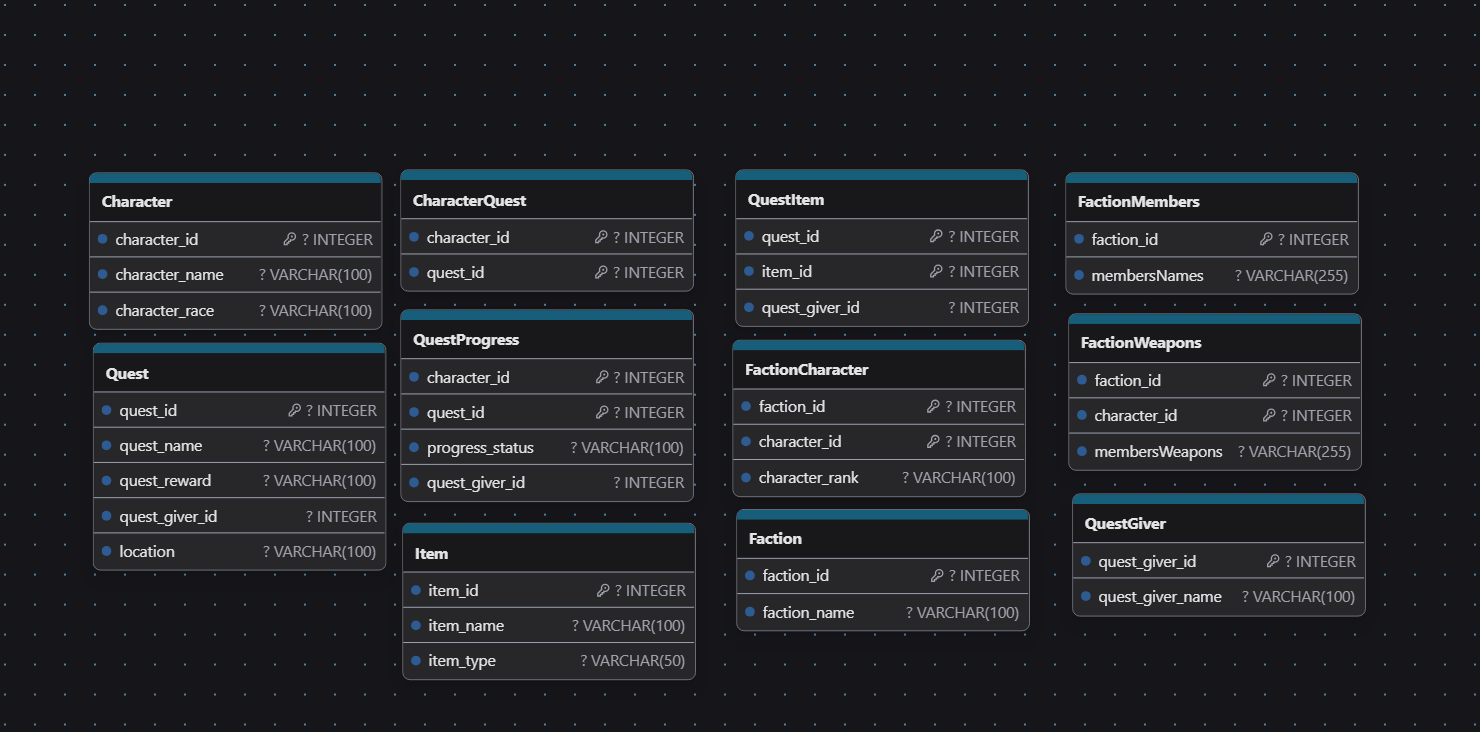 Character
character_id ? INTEGER
character_name ? VARCHAR(100)
character_race ? VARCHAR(100)
Quest
quest_id ? INTEGER
quest_name ? VARCHAR(100)
quest_reward ? VARCHAR(100)
quest_giver_id ? INTEGER
location ? VARCHAR(100)
CharacterQuest
character_id ? INTEGER
quest_id ? INTEGER
QuestProgress
character_id ? INTEGER
quest_id ? INTEGER
progress_status ? VARCHAR(100)
quest_giver_id ? INTEGER
Item
item_id ? INTEGER
item_name ? VARCHAR(100)
item_type ? VARCHAR(50)
QuestItem
quest_id ? INTEGER
item_id ? INTEGER
quest_giver_id ? INTEGER
FactionCharacter
faction_id ? INTEGER
character_id ? INTEGER
character_rank ? VARCHAR(100)
Faction
faction_id ? INTEGER
faction_name ? VARCHAR(100)
FactionMembers
faction_id ? INTEGER
membersNames ? VARCHAR(255)
FactionWeapons
faction_id ? INTEGER
character_id ? INTEGER
membersWeapons ? VARCHAR(255)
QuestGiver
quest_giver_id ? INTEGER
quest_giver_name ? VARCHAR(100)